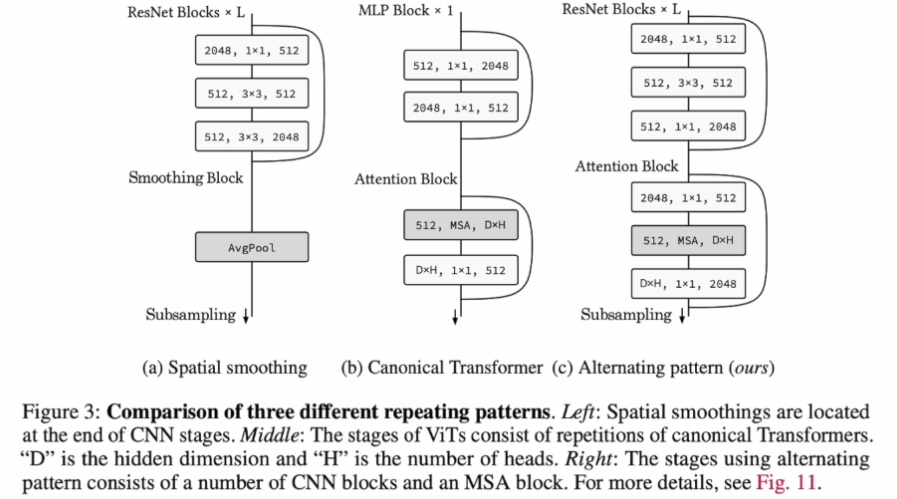 ResNet Blocks × L
2048, 1×1, 512
512, 3×3, 512
512, 3×3, 2048
Smoothing Block
AvgPool
Subsampling
(a) Spatial smoothing
MLP Block × 1
512, 1×1, 2048
2048, 1×1, 512
Attention Block
512, MSA, D×H
D×H, 1×1, 512
(b) Canonical Transformer
ResNet Blocks × L
2048, 1×1, 512
512, 3×3, 512
512, 1×1, 2048
Attention Block
2048, 1×1, 512
512, MSA, D×H
D×H, 1×1, 2048
Subsampling
(c) Alternating pattern (ours)
Figure 3: Comparison of three different repeating patterns. Left: Spatial smoothings are located
at the end of CNN stages. Middle: The stages of ViTs consist of repetitions of canonical Transformers.
“D” is the hidden dimension and “H” is the number of heads. Right: The stages using alternating
pattern consists of a number of CNN blocks and an MSA block. For more details, see Fig. 11.